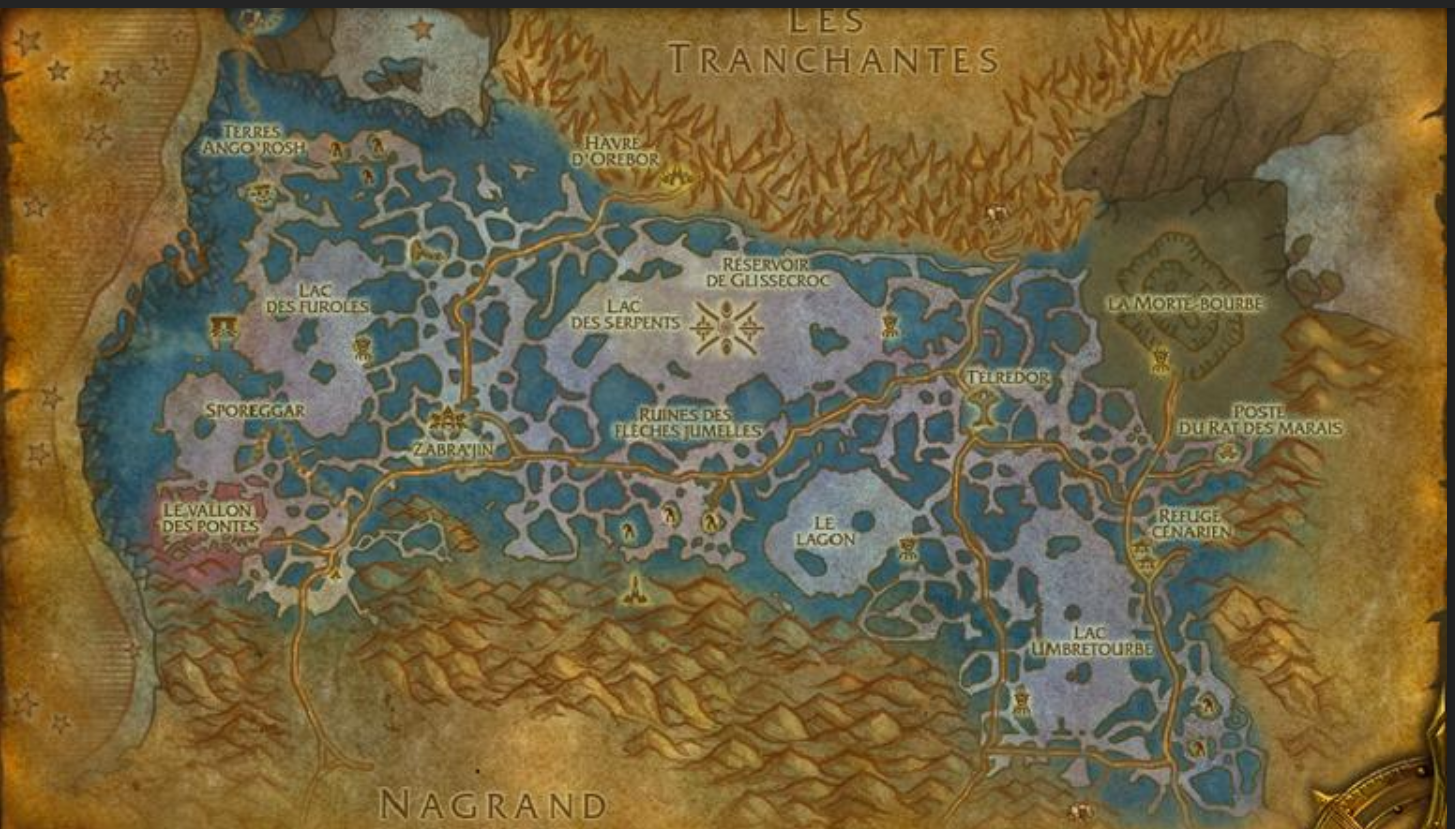 LES
TRANCHANTES
TERRES
ANGO'ROSH
HAVRE
D'OREBOR
RÉSERVOIR
DE GLISSECROC
LAC
DES FUROLES
LAC
DES SERPENTS
LA MORTE-BOURBE
TELREDOR
SPOREGGAR
RUINES DES
FLÈCHES JUMELLES
POSTE
DU RAT DES MARAIS
ZABRA'JIN
LE VALLON
DES PONTES
LE
LAGON
REFUGE
CÉNARIEN
LAC
UMBRETOURBE
NAGRAND